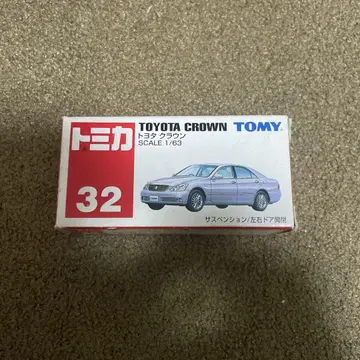 トミカ
32
TOYOTA CROWN TOMY
トヨタ クラウン
SCALE 1/63
サスペンション/左右ドア開閉